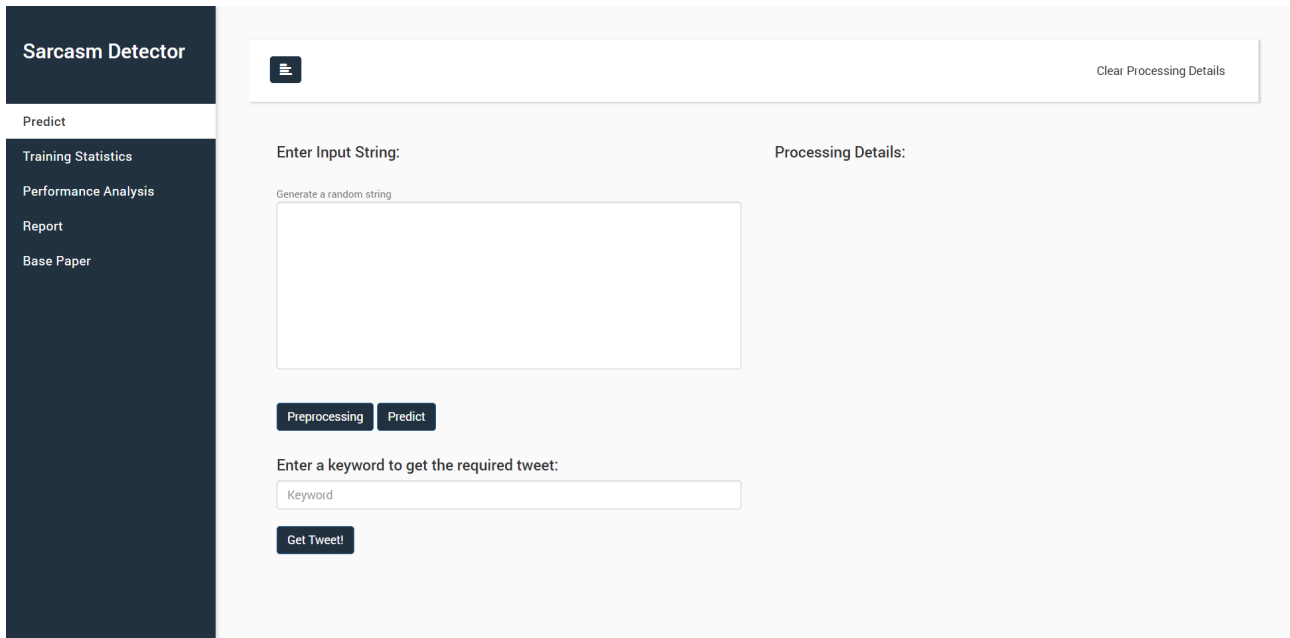 Sarcasm Detector
Predict
Training Statistics
Performance Analysis
Report
Base Paper
Clear Processing Details
Enter Input String:
Processing Details:
Generate a random string
Preprocessing Predict
Enter a keyword to get the required tweet:
Keyword
Get Tweet!